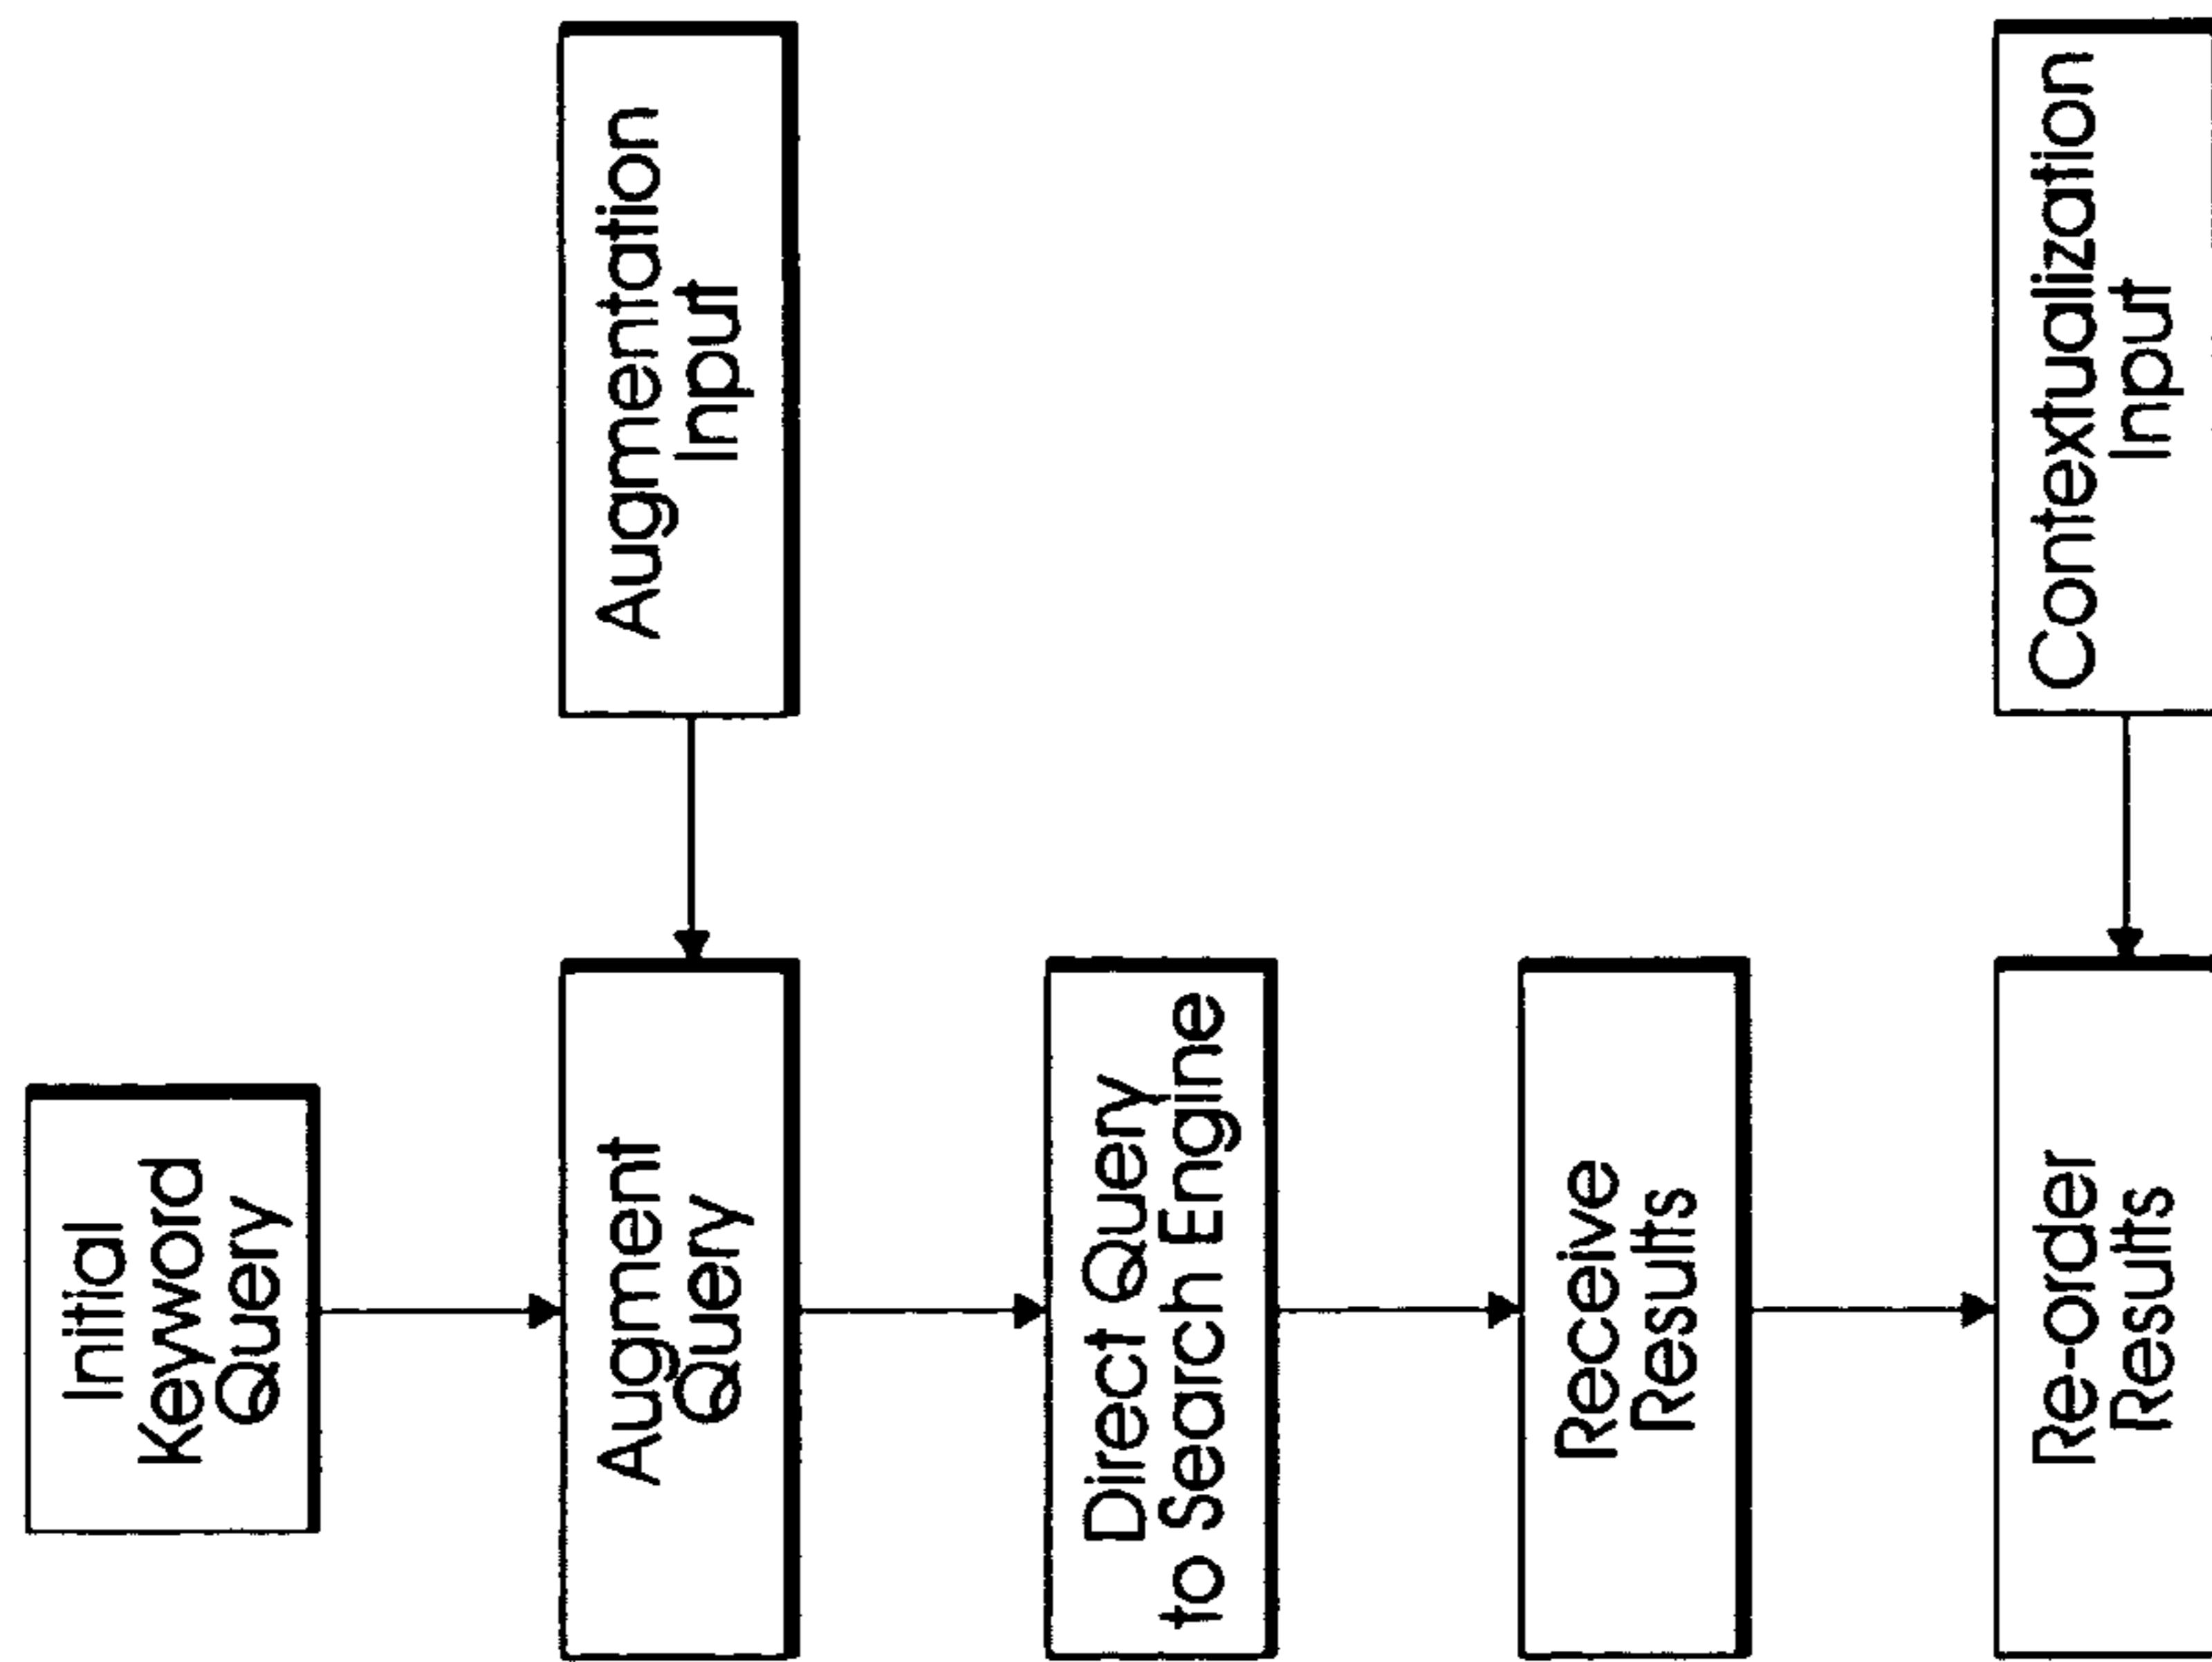 Initial
Keyword
Query
Augment
Query
Augmentation
Input
Direct Query
to Search Engine
Receive
Results
Re-order
Results
Contextualization
Input